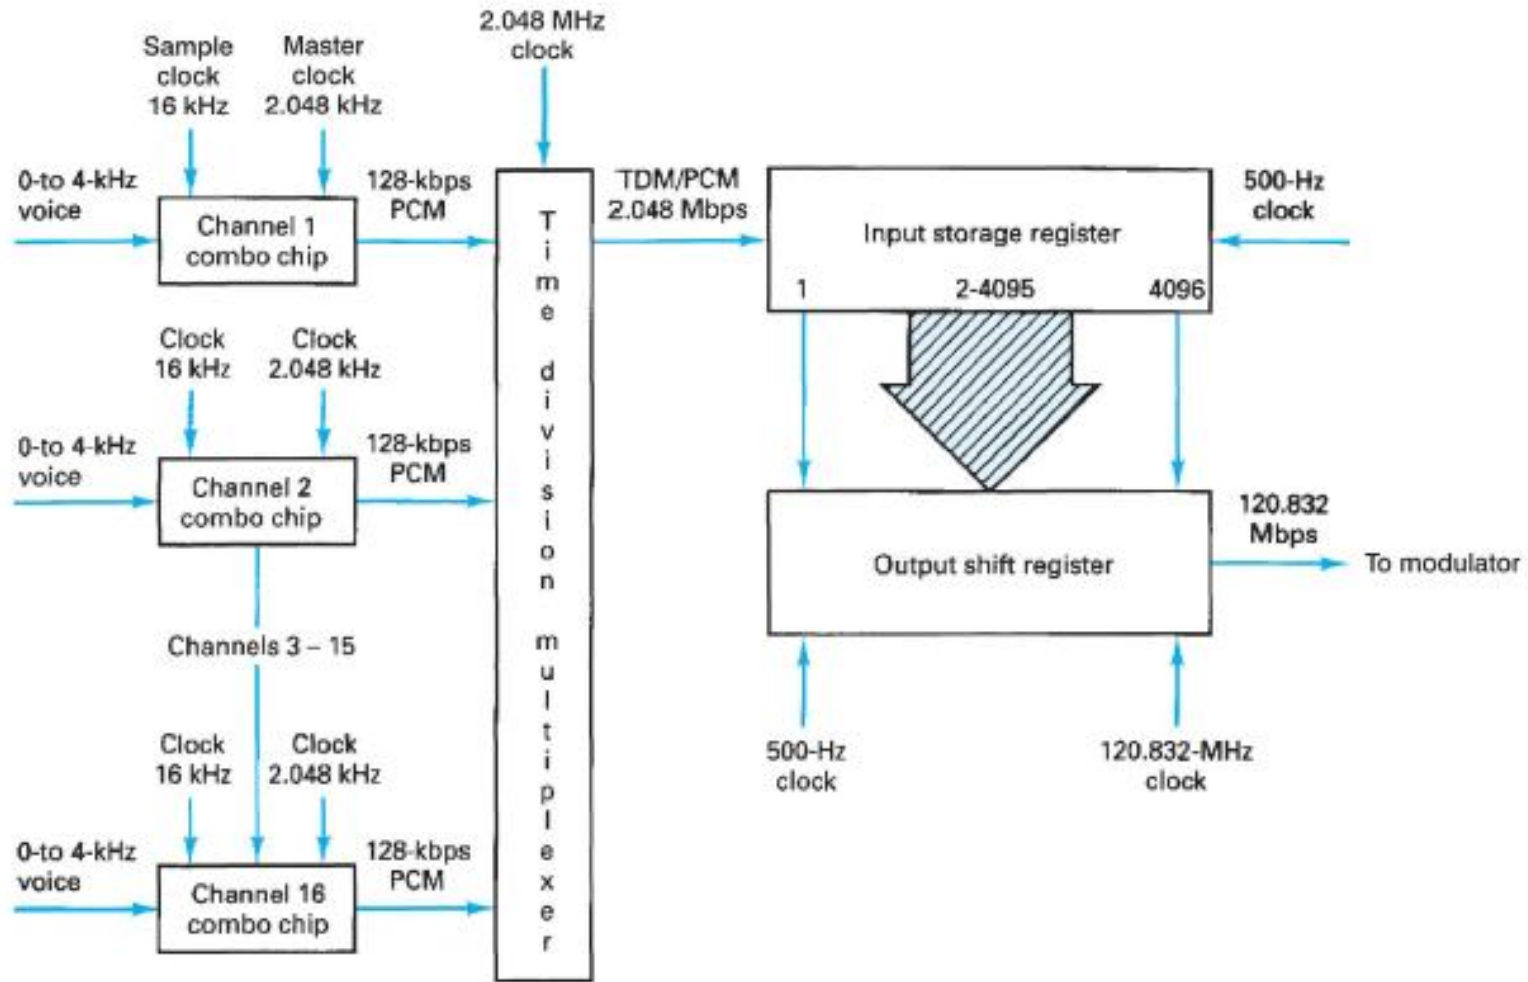 2.048 MHz
clock
Sample
clock
16 kHz
Master
clock
2.048 kHz
0-to 4-kHz
voice
Channel 1
combo chip
128-kbps
PCM
Time division multiplexer
TDM/PCM
2.048 Mbps
Input storage register
1
2-4095
4096
500-Hz
clock
Clock
16 kHz
Clock
2.048 kHz
0-to 4-kHz
voice
Channel 2
combo chip
128-kbps
PCM
Output shift register
120.832
Mbps
To modulator
Channels 3 – 15
500-Hz
clock
120.832-MHz
clock
Clock
16 kHz
Clock
2.048 kHz
0-to 4-kHz
voice
Channel 16
combo chip
128-kbps
PCM